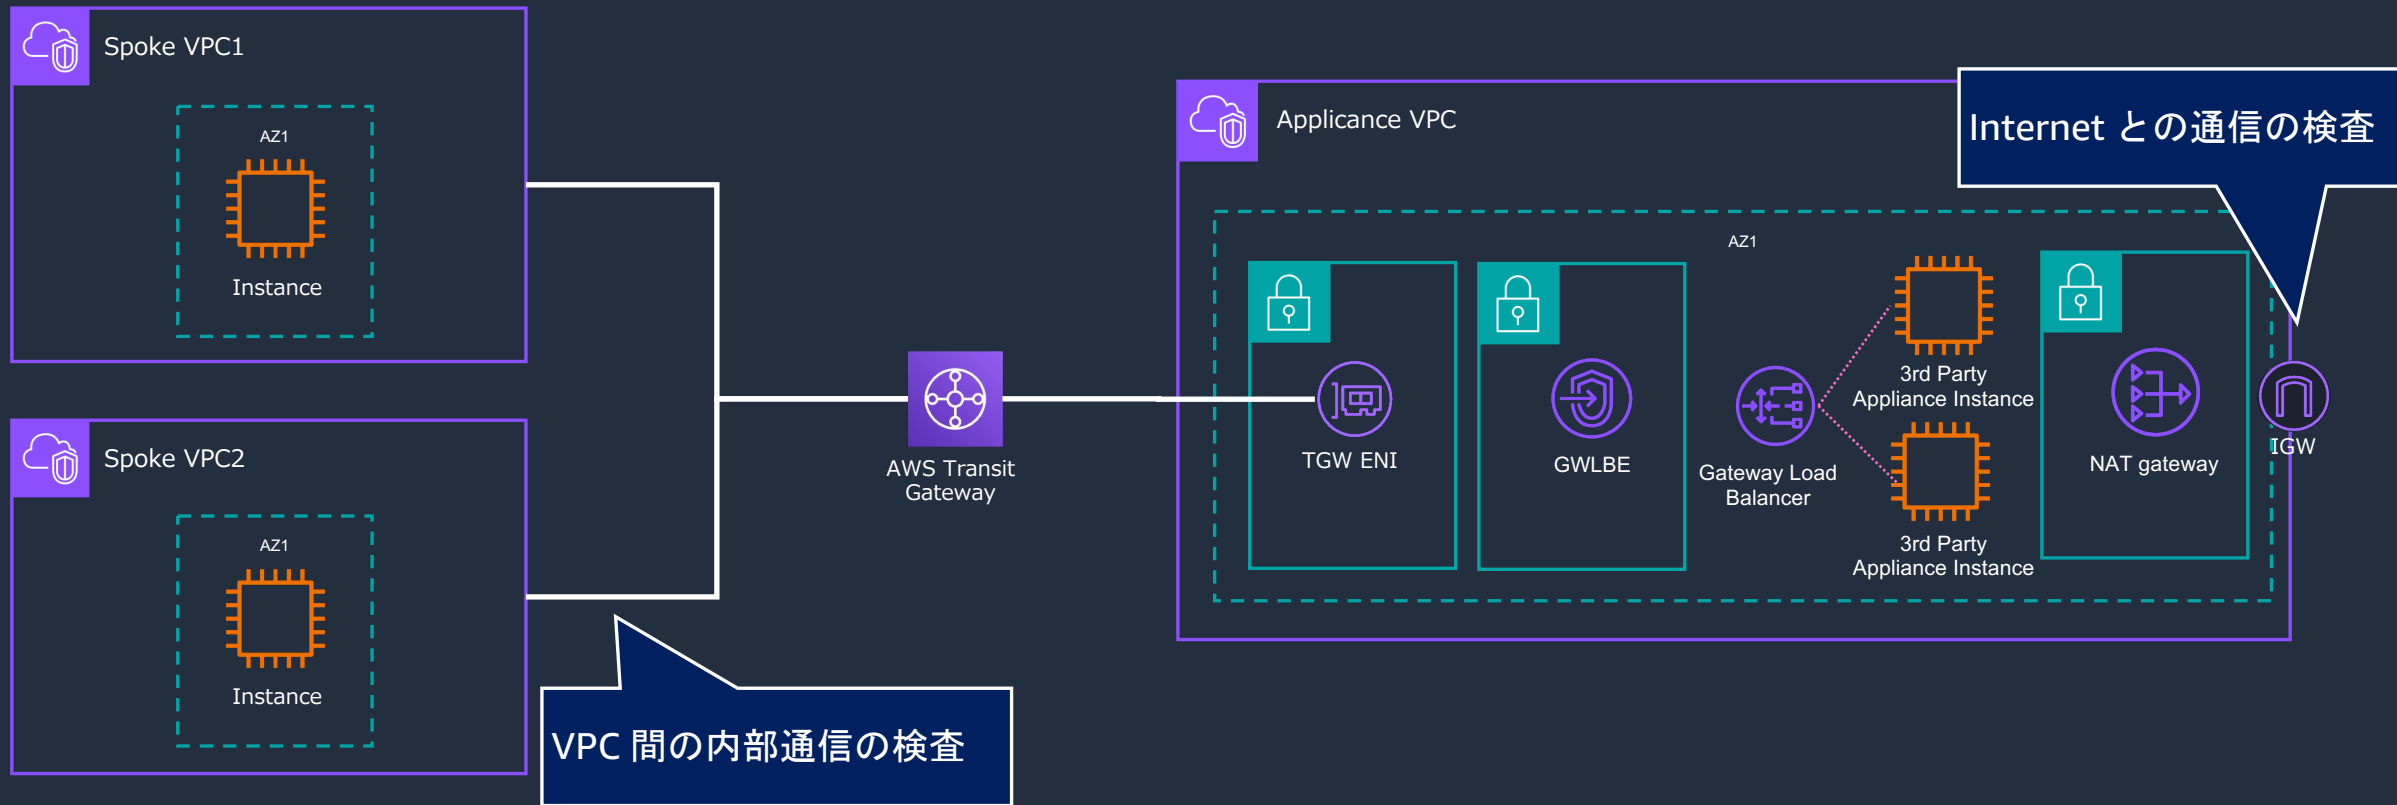 Spoke VPC1
AZ1
Instance
Spoke VPC2
AZ1
Instance
VPC 間の内部通信の検査
AWS Transit
Gateway
Applicance VPC
Internet との通信の検査
AZ1
TGW ENI
GWLBE
Gateway Load
Balancer
3rd Party
Appliance Instance
3rd Party
Appliance Instance
NAT gateway
IGW